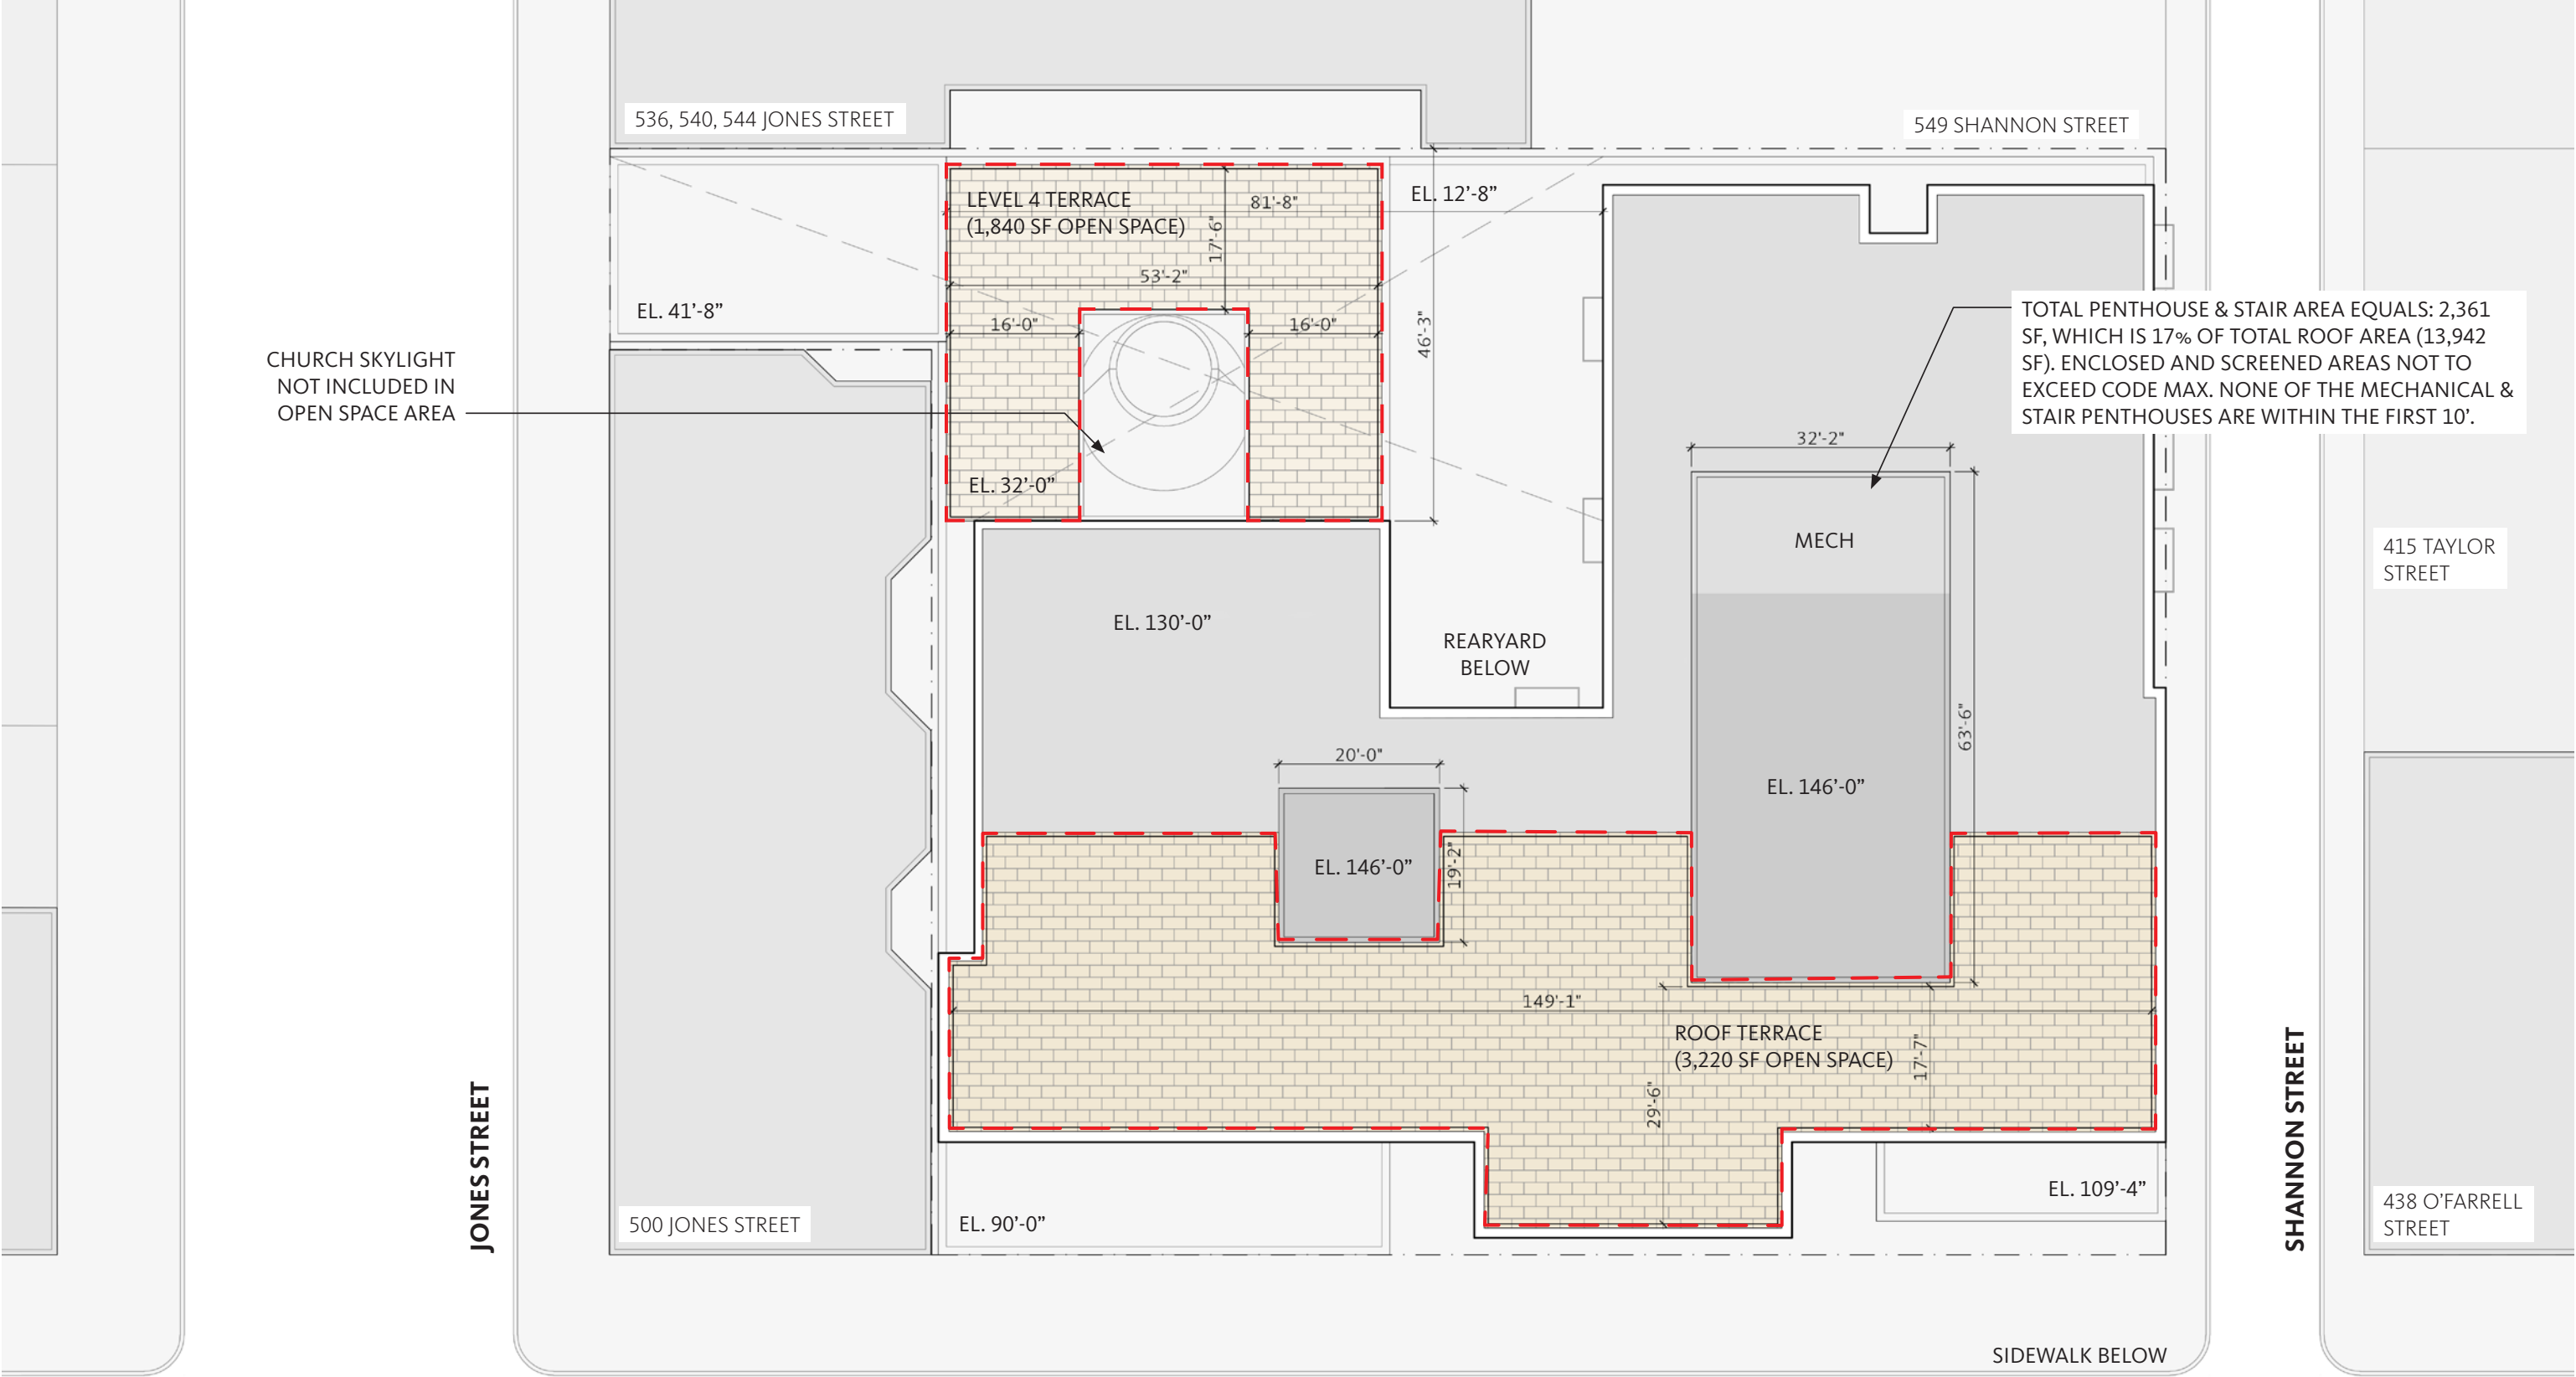 536, 540, 544 JONES STREET
549 SHANNON STREET
LEVEL 4 TERRACE
(1,840 SF OPEN SPACE)
81'-8"
17'-6"
EL. 12'-8"
53'-2"
EL. 41'-8"
16'-0"
16'-0"
46'-3"
CHURCH SKYLIGHT
NOT INCLUDED IN
OPEN SPACE AREA
TOTAL PENTHOUSE & STAIR AREA EQUALS: 2,361
SF, WHICH IS 17% OF TOTAL ROOF AREA (13,942
SF). ENCLOSED AND SCREENED AREAS NOT TO
EXCEED CODE MAX. NONE OF THE MECHANICAL &
STAIR PENTHOUSES ARE WITHIN THE FIRST 10'.
32'-2"
EL. 32'-0"
MECH
415 TAYLOR
STREET
EL. 130'-0"
REARYARD
BELOW
63'-6"
20'-0"
EL. 146'-0"
EL. 146'-0"
19'-2"
149'-1"
ROOF TERRACE
(3,220 SF OPEN SPACE)
17'-7"
29'-6"
JONES STREET
SHANNON STREET
500 JONES STREET
EL. 90'-0"
EL. 109'-4"
438 O'FARRELL
STREET
SIDEWALK BELOW